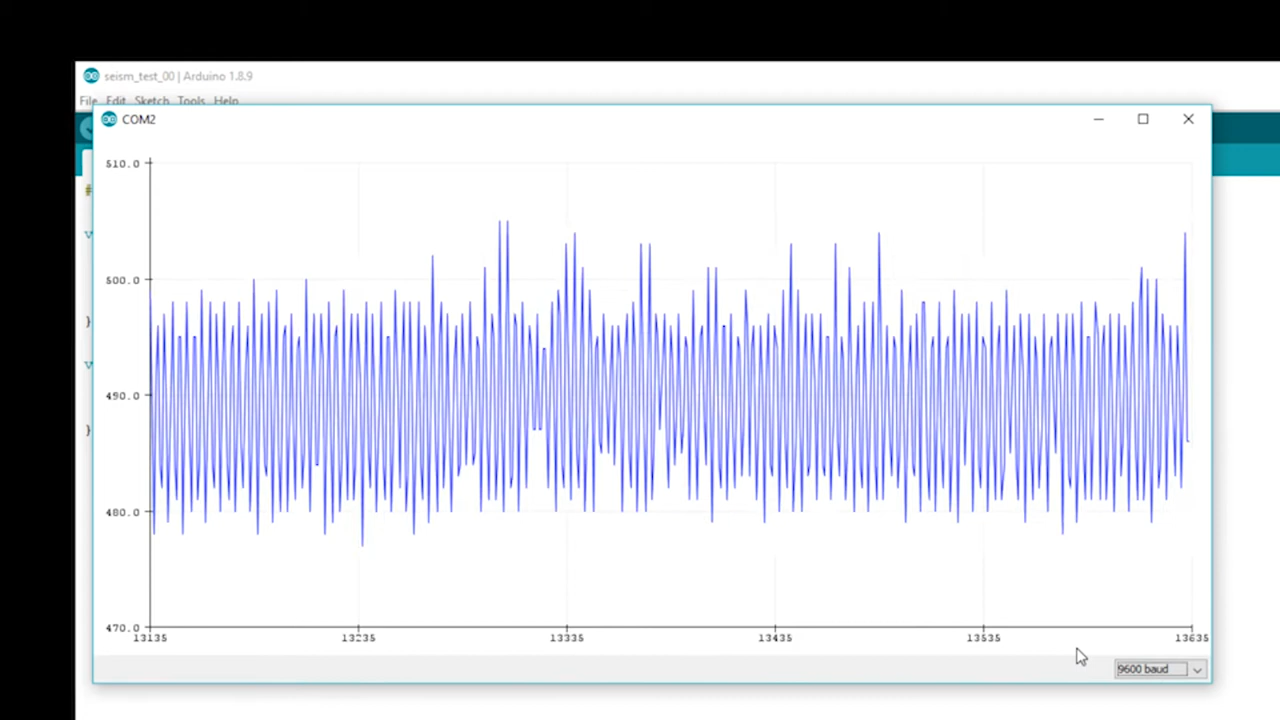 seism_test_00 | Arduino 1.8.9
File Edit Sketch Tools Help
COM2
510.0
#
500.0
}
490.0
}
480.0
470.0
13135 13235 13335 13435 13535 13635
9600 baud